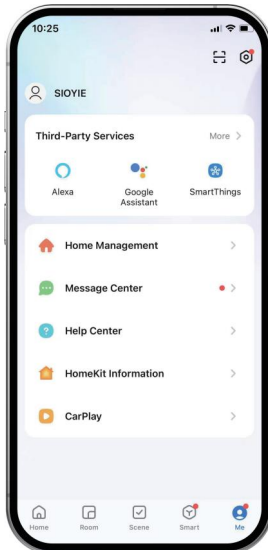 10:25
SIOYIE
Third-Party Services
More
Alexa
Google
Assistant
SmartThings
Home Management
Message Center
Help Center
HomeKit Information
CarPlay
Home
Room
Scene
Smart
Me